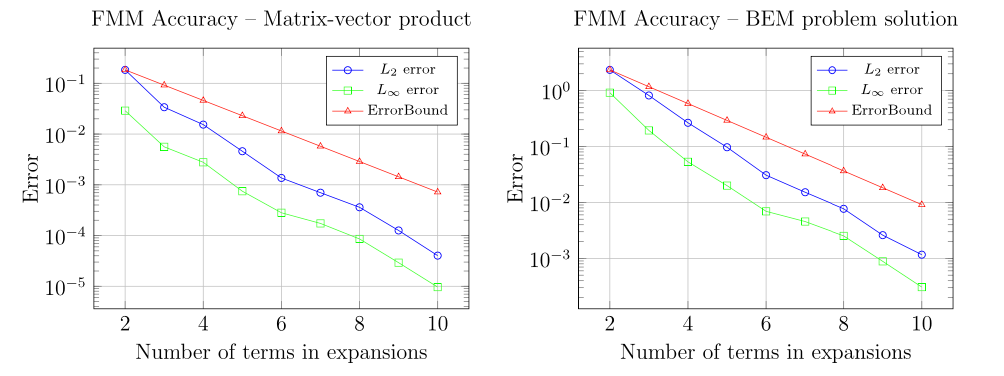 FMM Accuracy – Matrix-vector product
L2 error
L∞ error
ErrorBound
10−1
10−2
10−3
10−4
10−5
Error
2 4 6 8 10
Number of terms in expansions
FMM Accuracy – BEM problem solution
L2 error
L∞ error
ErrorBound
100
10−1
10−2
10−3
Error
2 4 6 8 10
Number of terms in expansions